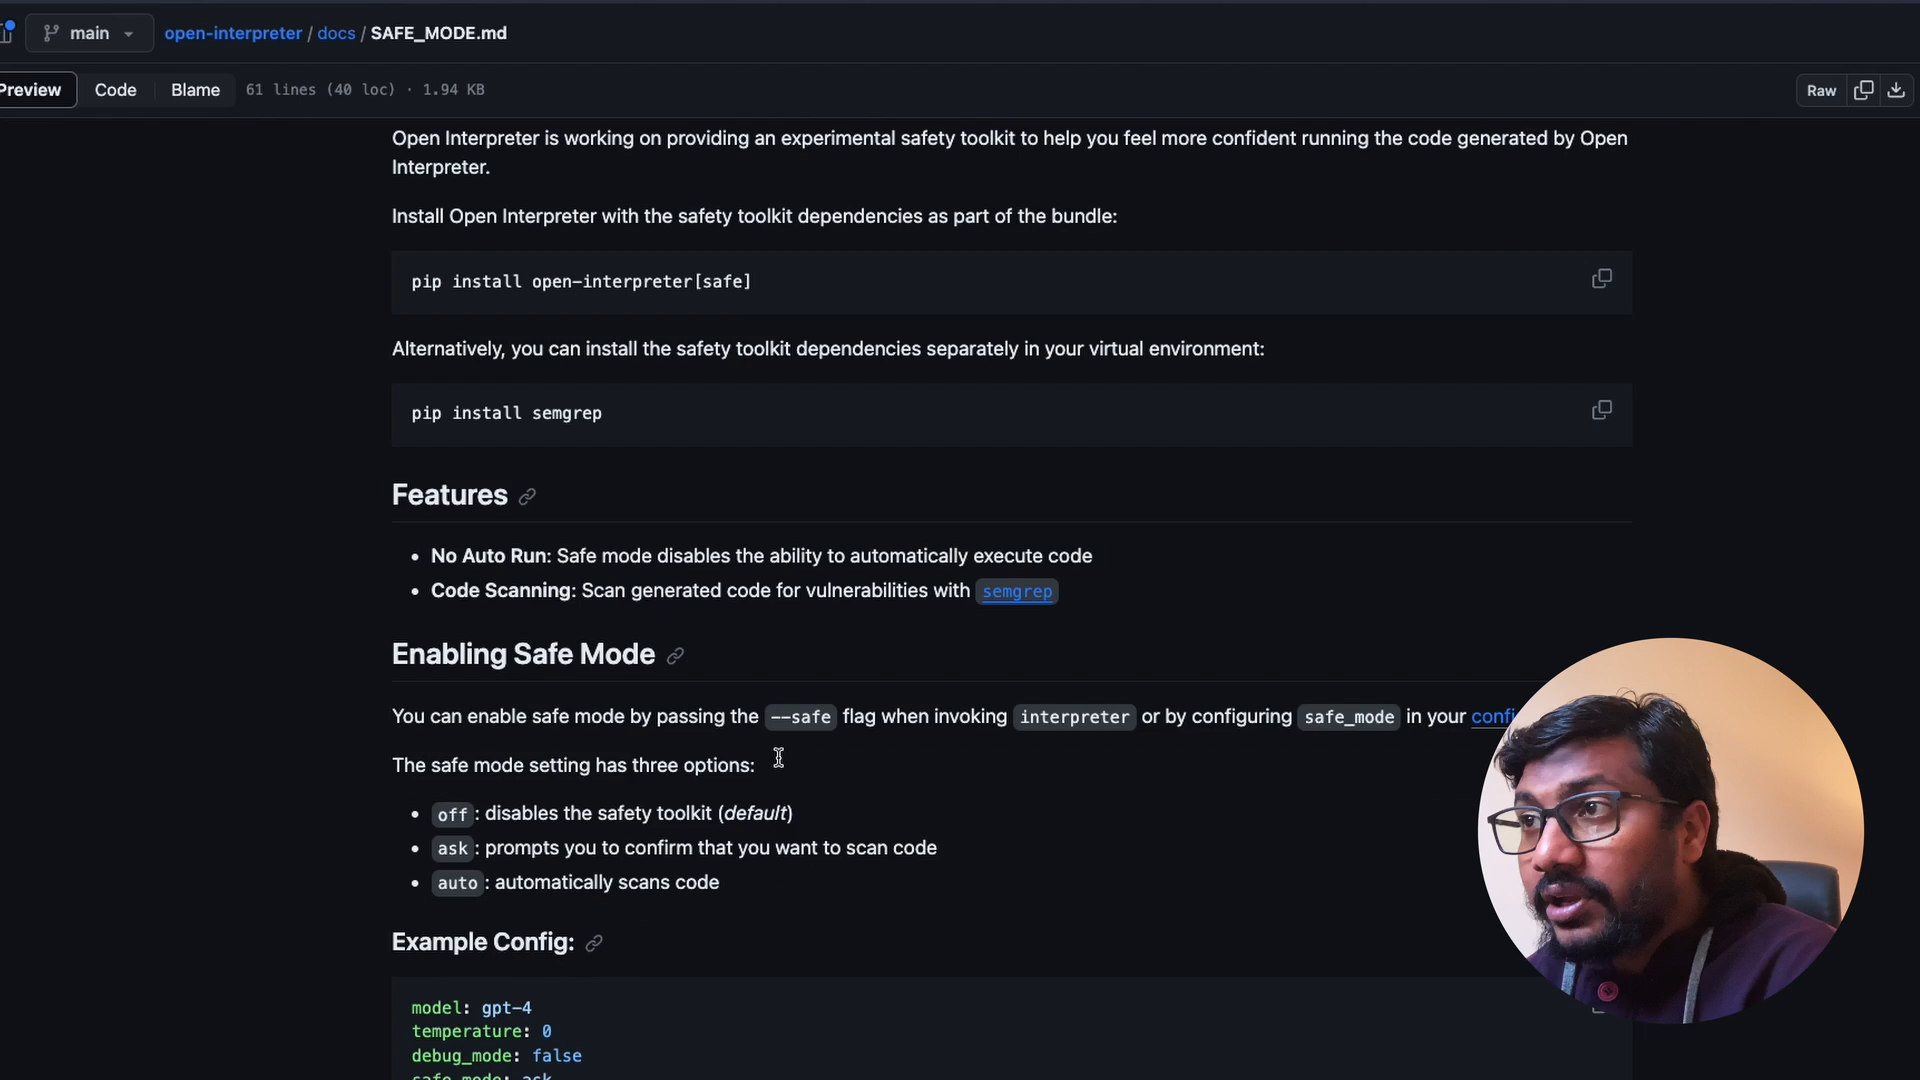 main
open-interpreter / docs / SAFE_MODE.md
Preview Code Blame 61 lines (40 loc) · 1.94 KB Raw
Open Interpreter is working on providing an experimental safety toolkit to help you feel more confident running the code generated by Open
Interpreter.
Install Open Interpreter with the safety toolkit dependencies as part of the bundle:
pip install open-interpreter[safe]
Alternatively, you can install the safety toolkit dependencies separately in your virtual environment:
pip install semgrep
Features
• No Auto Run: Safe mode disables the ability to automatically execute code
• Code Scanning: Scan generated code for vulnerabilities with semgrep
Enabling Safe Mode
You can enable safe mode by passing the --safe flag when invoking interpreter or by configuring safe_mode in your confi
The safe mode setting has three options:
• off: disables the safety toolkit (default)
• ask: prompts you to confirm that you want to scan code
• auto: automatically scans code
Example Config:
model: gpt-4
temperature: 0
debug_mode: false
safe_mode: ask